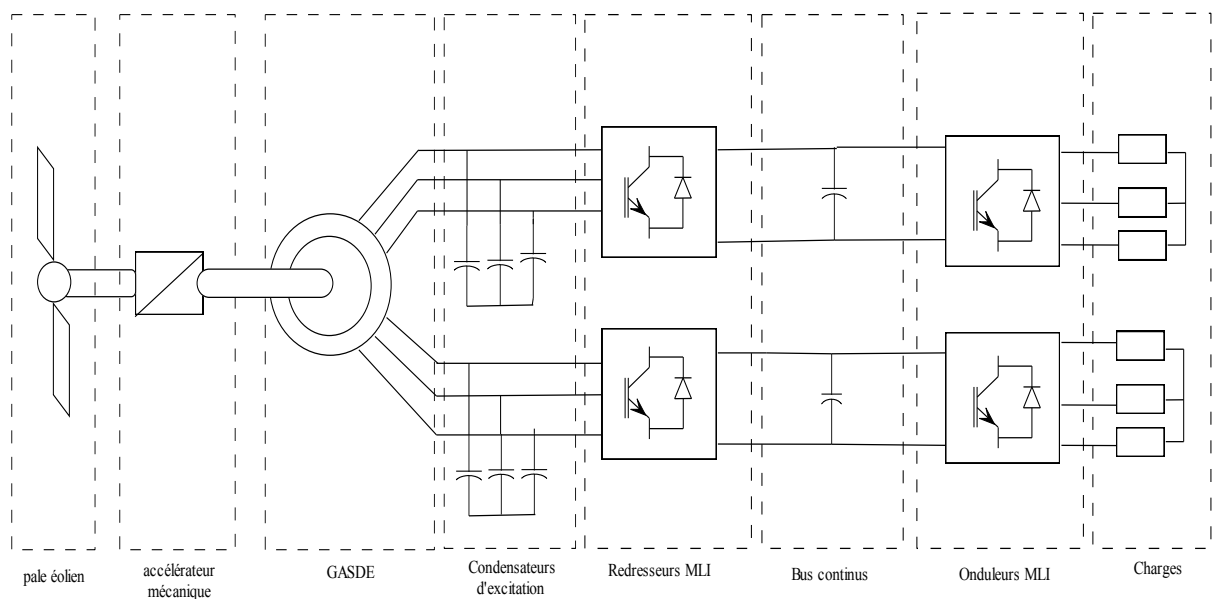 pale éolien
accélérateur
mécanique
GASDE
Condensateurs
d'excitation
Redresseurs MLI
Bus continus
Onduleurs MLI
Charges